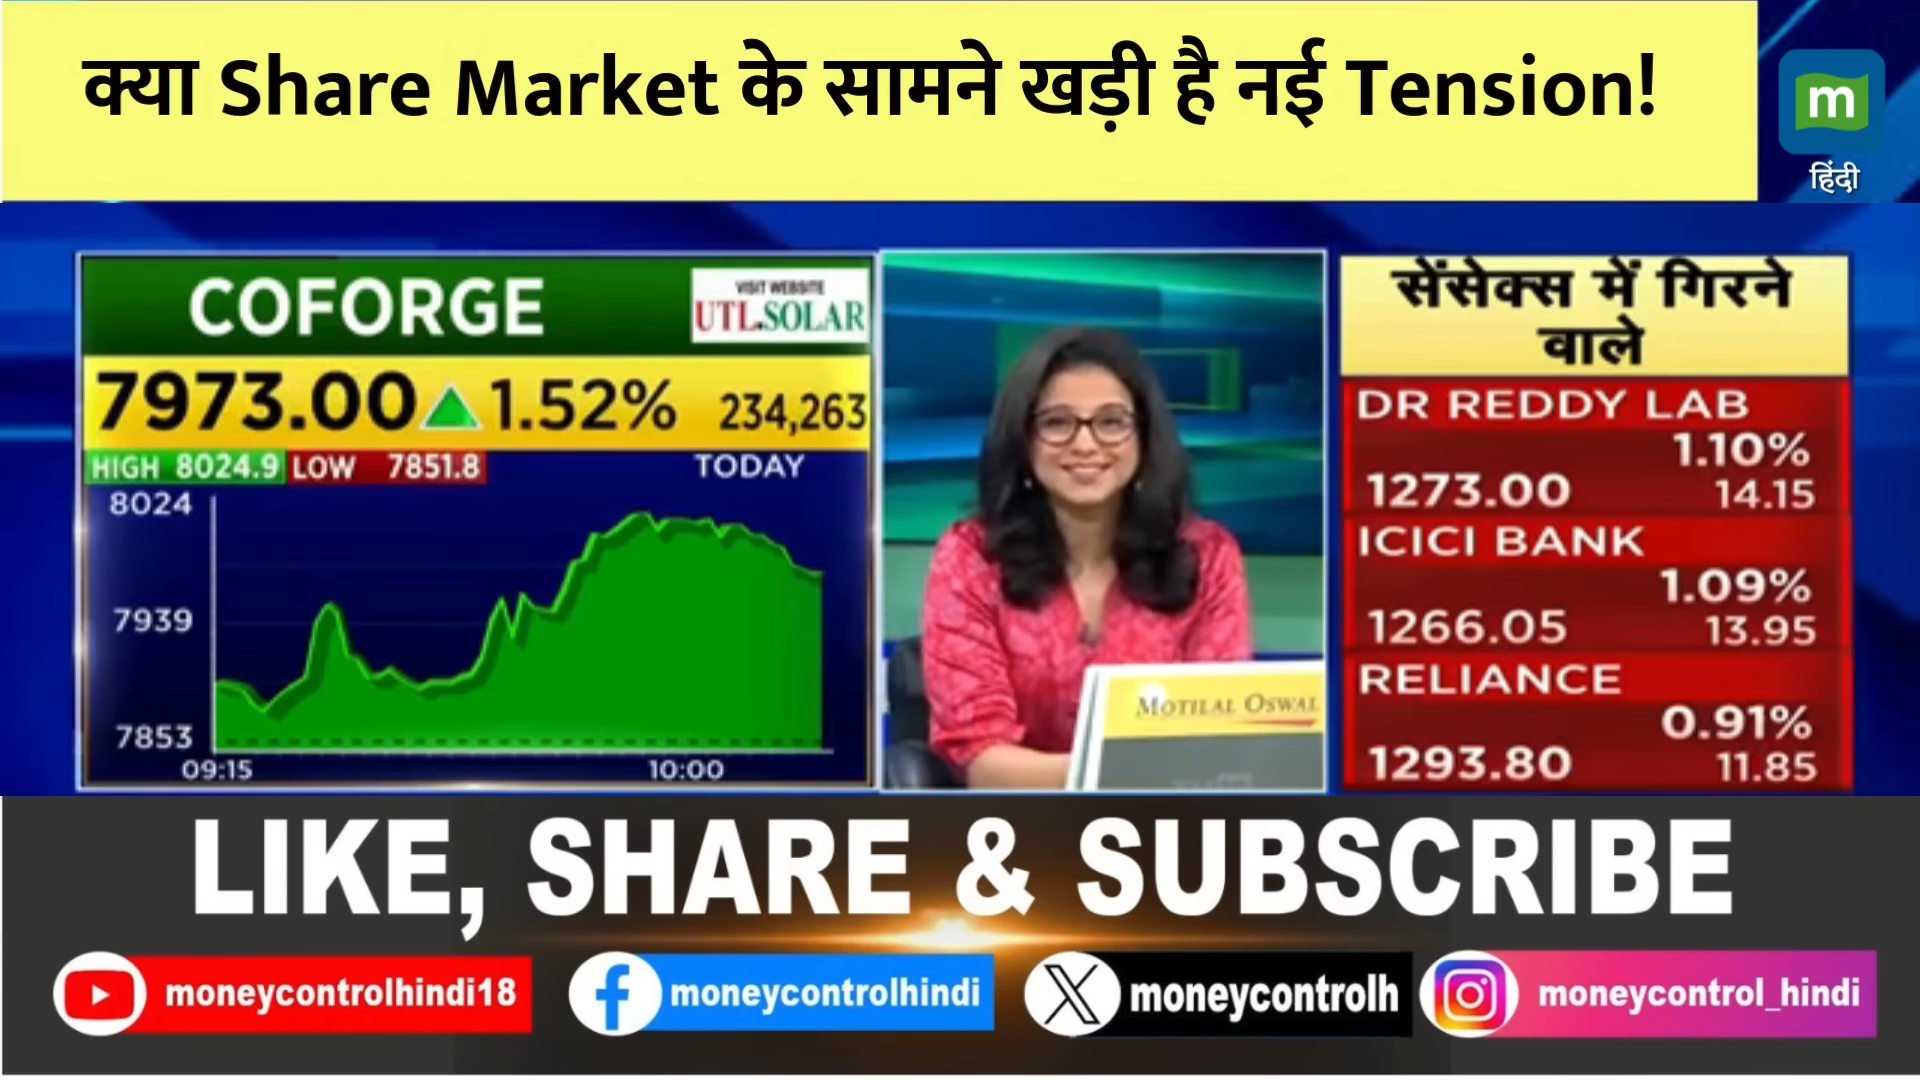 क्या Share Market के सामने खड़ी है नई Tension!
m
हिंदी
COFORGE
VISIT WEBSITE
UTL SOLAR
7973.00 1.52% 234,263
HIGH 8024.9 LOW 7851.8 TODAY
8024
7939
7853
09:15 10:00
MOTILAL OSWAL
सेंसेक्स में गिरने
वाले
DR REDDY LAB
1.10%
1273.00 14.15
ICICI BANK
1.09%
1266.05 13.95
RELIANCE
0.91%
1293.80 11.85
LIKE, SHARE & SUBSCRIBE
moneycontrolhindi18 moneycontrolhindi moneycontrolh moneycontrol_hindi